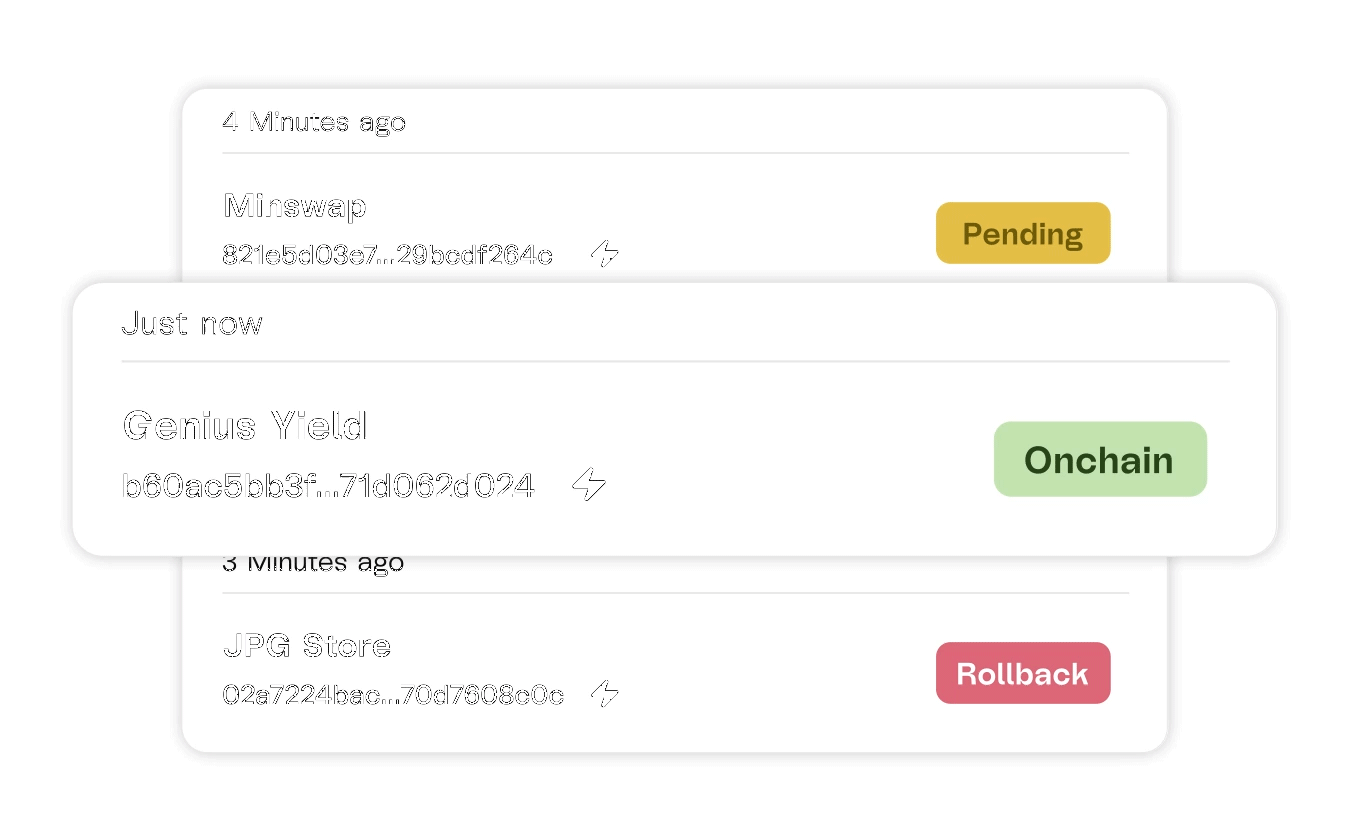 4 Minutes ago
Minswap
821e5d03e7...29bcdf264c
Pending
Just now
Genius Yield
b60ac5bb3f...71d062d024
Onchain
3 Minutes ago
JPG Store
02a7224bac...70d7608c0c
Rollback